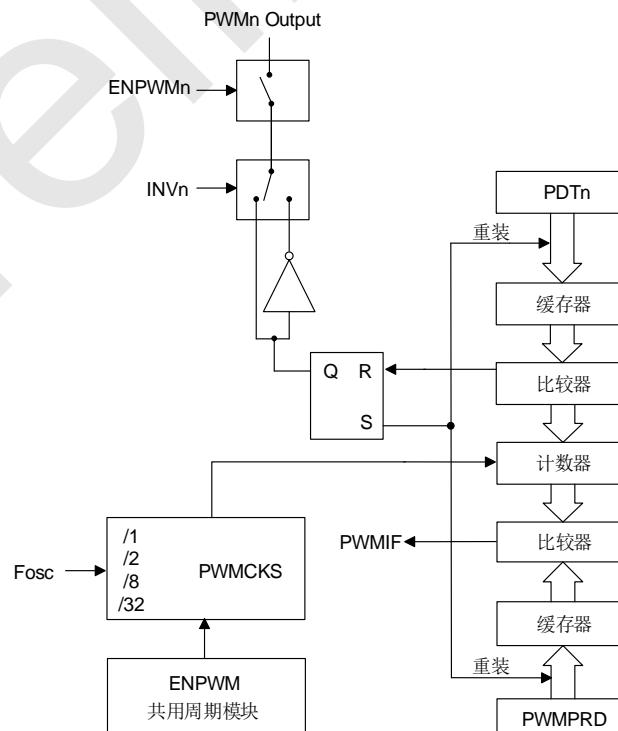 PWMn Output
ENPWMn
INVn
PDTn
重装
缓存器
Q R
比较器
S
计数器
/1
/2
/8
/32
PWMCKS
Fosc
PWMIF
比较器
缓存器
ENPWM
共用周期模块
重装
PWMPRD